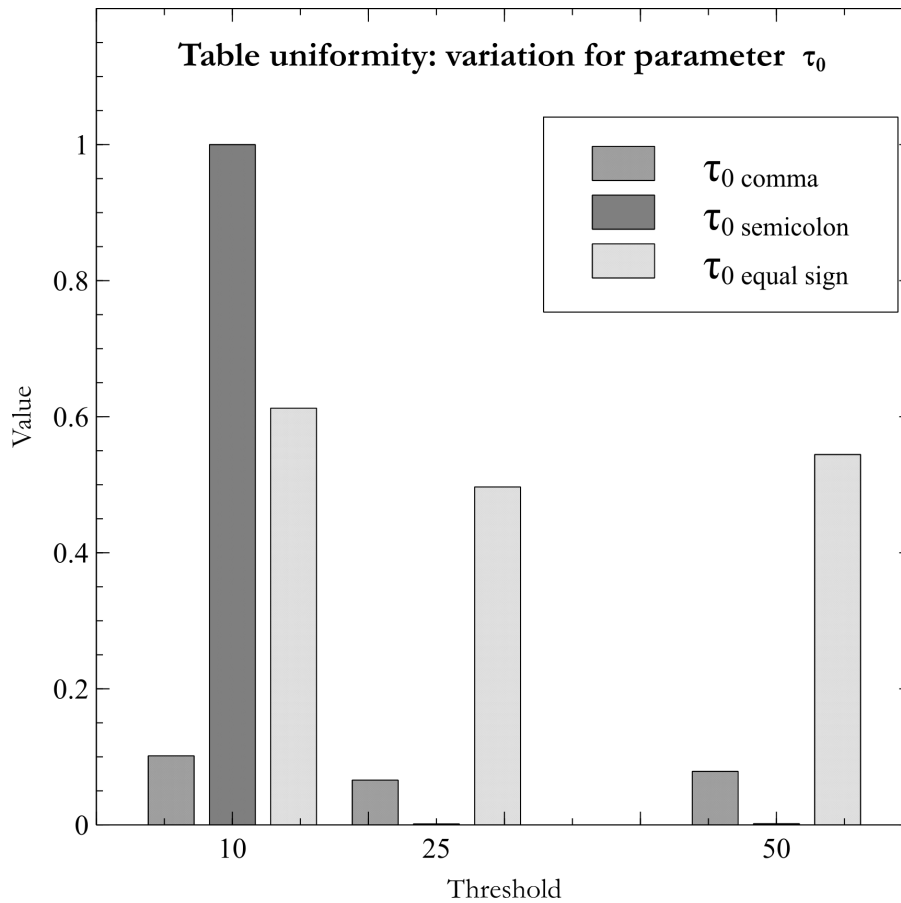 Table uniformity: variation for parameter τ₀
τ₀ comma
τ₀ semicolon
τ₀ equal sign
1
0.8
0.6
0.4
0.2
0
Value
10 25 50
Threshold